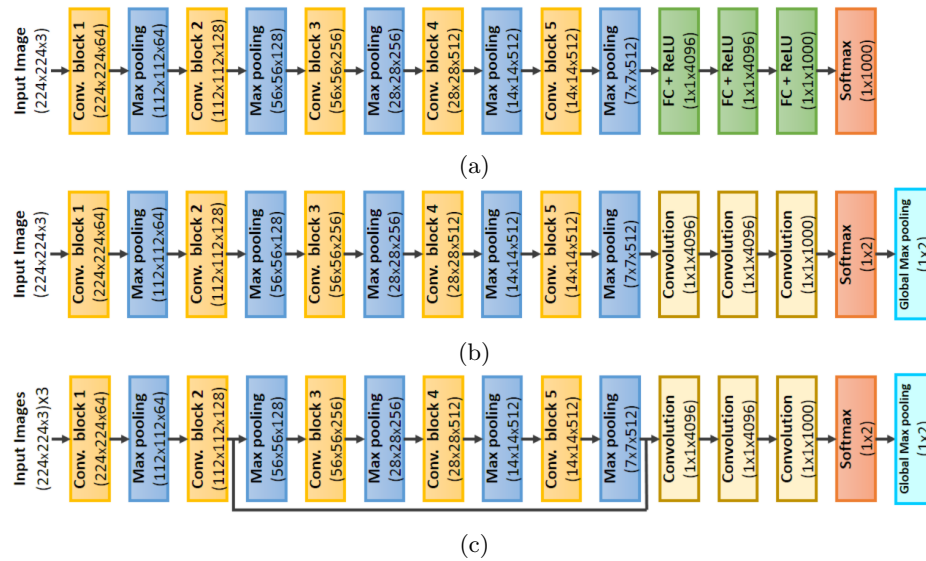 Input Image
(224x224x3)
Conv. block 1
(224x224x64)
Max pooling
(112x112x64)
Conv. block 2
(112x112x128)
Max pooling
(56x56x128)
Conv. block 3
(56x56x256)
Max pooling
(28x28x256)
Conv. block 4
(28x28x512)
Max pooling
(14x14x512)
Conv. block 5
(14x14x512)
Max pooling
(7x7x512)
FC + ReLU
(1x1x4096)
FC + ReLU
(1x1x4096)
FC + ReLU
(1x1x1000)
Softmax
(1x1000)
(a)
Input Image
(224x224x3)
Conv. block 1
(224x224x64)
Max pooling
(112x112x64)
Conv. block 2
(112x112x128)
Max pooling
(56x56x128)
Conv. block 3
(56x56x256)
Max pooling
(28x28x256)
Conv. block 4
(28x28x512)
Max pooling
(14x14x512)
Conv. block 5
(14x14x512)
Max pooling
(7x7x512)
Convolution
(1x1x4096)
Convolution
(1x1x4096)
Convolution
(1x1x1000)
Softmax
(1x2)
Global Max pooling
(1x2)
(b)
Input Images
(224x224x3)x3
Conv. block 1
(224x224x64)
Max pooling
(112x112x64)
Conv. block 2
(112x112x128)
Max pooling
(56x56x128)
Conv. block 3
(56x56x256)
Max pooling
(28x28x256)
Conv. block 4
(28x28x512)
Max pooling
(14x14x512)
Conv. block 5
(14x14x512)
Max pooling
(7x7x512)
Convolution
(1x1x4096)
Convolution
(1x1x4096)
Convolution
(1x1x1000)
Softmax
(1x2)
Global Max pooling
(1x2)
(c)